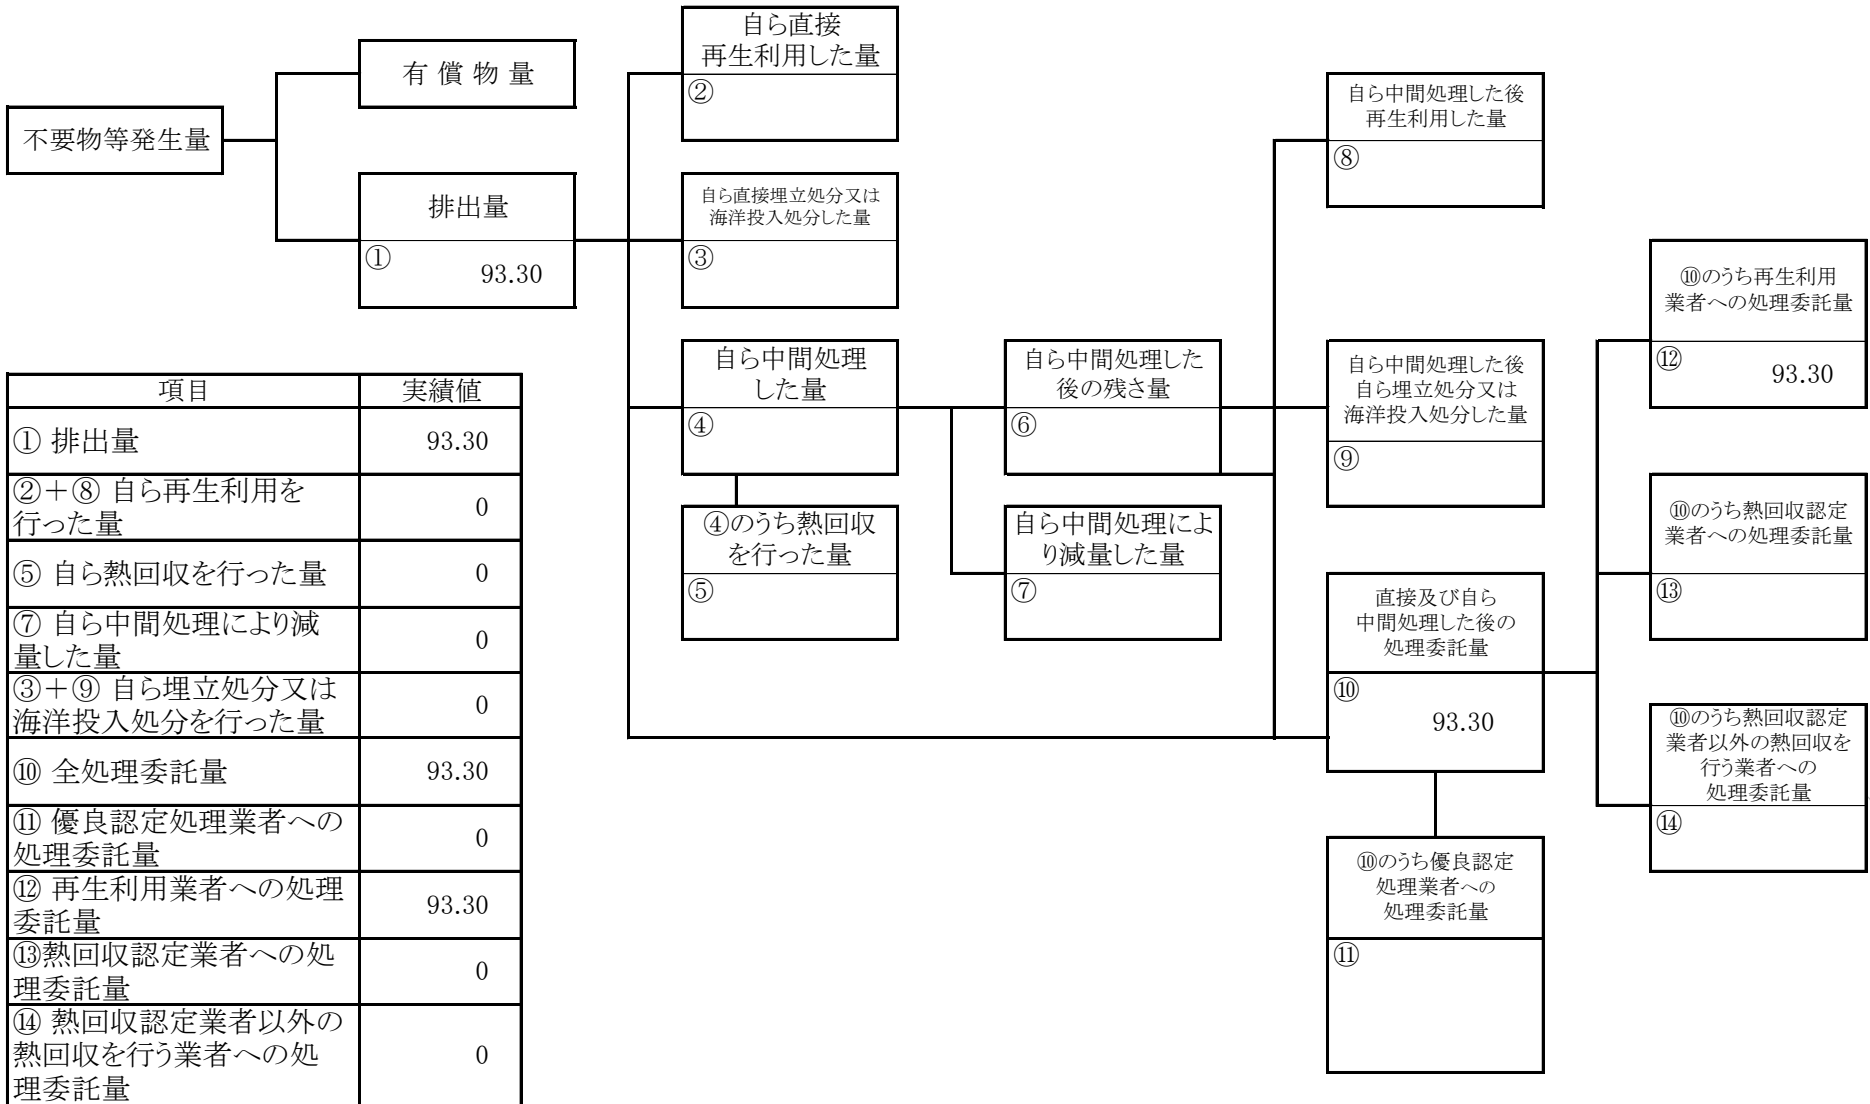 不要物等発生量
有 償 物 量
排出量
①
93.30
自ら直接
再生利用した量
②
自ら直接埋立処分又は
海洋投入処分した量
③
自ら中間処理
した量
④
④のうち熱回収
を行った量
⑤
自ら中間処理した
後の残さ量
⑥
自ら中間処理によ
り減量した量
⑦
自ら中間処理した後
再生利用した量
⑧
自ら中間処理した後
自ら埋立処分又は
海洋投入処分した量
⑨
直接及び自ら
中間処理した後の
処理委託量
⑩
93.30
⑩のうち優良認定
処理業者への
処理委託量
⑪
⑩のうち再生利用
業者への処理委託量
⑫
93.30
⑩のうち熱回収認定
業者への処理委託量
⑬
⑩のうち熱回収認定
業者以外の熱回収を
行う業者への
処理委託量
⑭
項目 実績値
① 排出量 93.30
②＋⑧ 自ら再生利用を
行った量 0
⑤ 自ら熱回収を行った量 0
⑦ 自ら中間処理により減
量した量 0
③＋⑨ 自ら埋立処分又は
海洋投入処分を行った量 0
⑩ 全処理委託量 93.30
⑪ 優良認定処理業者への
処理委託量 0
⑫ 再生利用業者への処理
委託量 93.30
⑬熱回収認定業者への処
理委託量 0
⑭ 熱回収認定業者以外の
熱回収を行う業者への処
理委託量 0